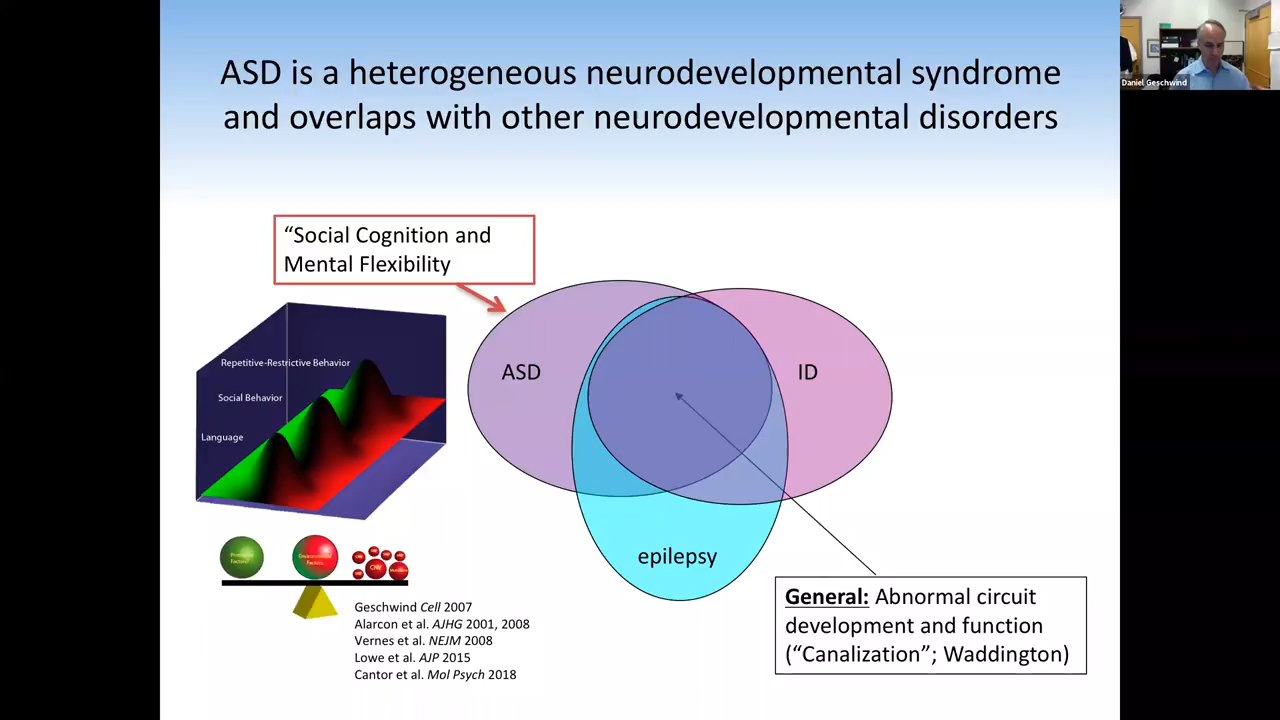 ASD is a heterogeneous neurodevelopmental syndrome
and overlaps with other neurodevelopmental disorders
Daniel Geschwind
“Social Cognition and
Mental Flexibility
Repetitive-Restrictive Behavior
Social Behavior
Language
ASD
ID
epilepsy
Environmental
Factors
CNV
Geschwind Cell 2007
Alarcon et al. AJHG 2001, 2008
Vernes et al. NEJM 2008
Lowe et al. AJP 2015
Cantor et al. Mol Psych 2018
General: Abnormal circuit
development and function
(“Canalization”; Waddington)